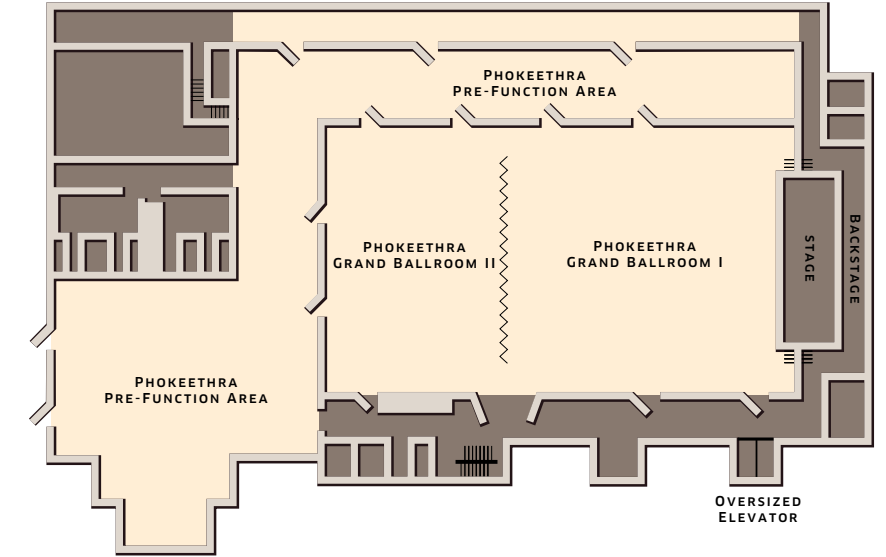 PHOKEETHRA
PRE-FUNCTION AREA
PHOKEETHRA
GRAND BALLROOM II
PHOKEETHRA
GRAND BALLROOM I
STAGE
BACKSTAGE
PHOKEETHRA
PRE-FUNCTION AREA
OVERSIZED
ELEVATOR